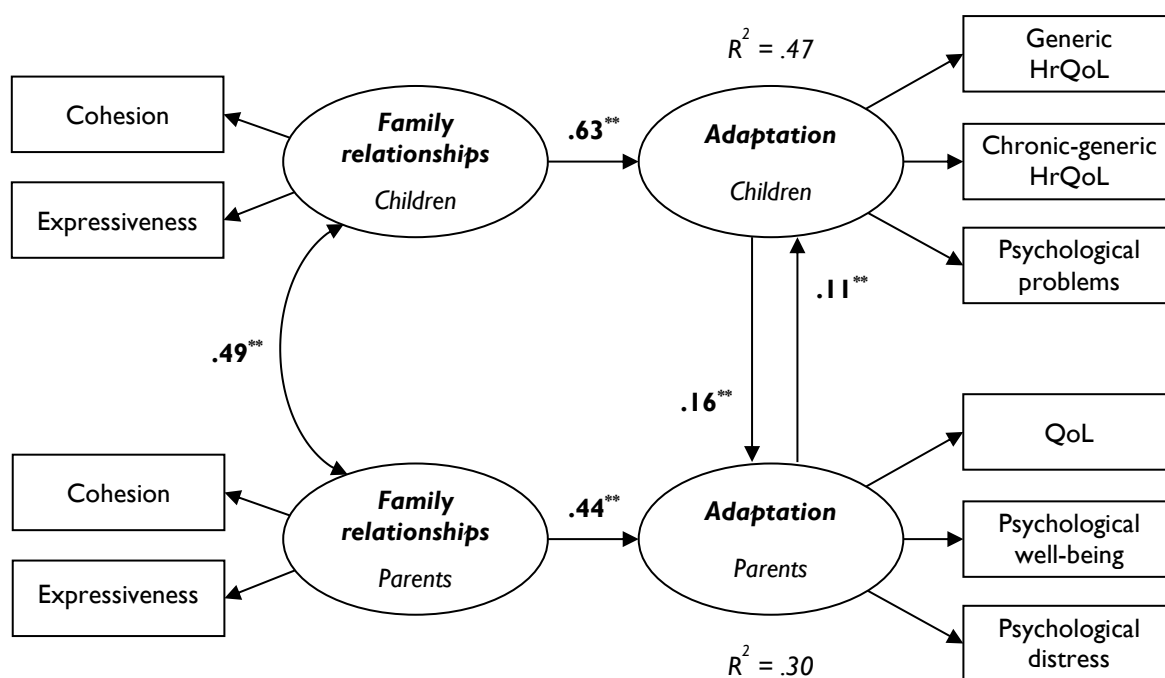 R² = .47
Generic
HrQoL
Cohesion
Family
relationships
Children
.63**
Adaptation
Children
Chronic-generic
HrQoL
Expressiveness
Psychological
problems
.11**
.49**
.16**
QoL
Cohesion
Family
relationships
Parents
.44**
Adaptation
Parents
Psychological
well-being
Expressiveness
Psychological
distress
R² = .30